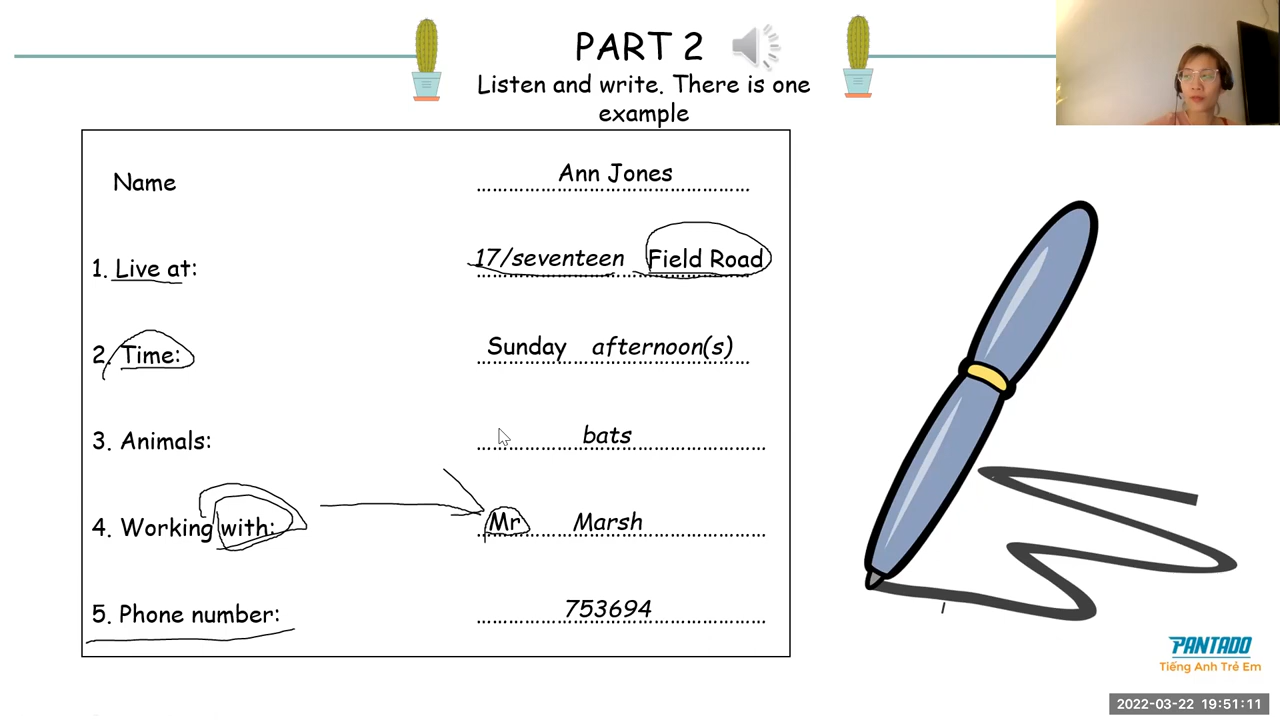 PART 2
Listen and write. There is one
example
Name Ann Jones
1. Live at: 17/seventeen Field Road
2. Time: Sunday afternoon(s)
3. Animals: bats
4. Working with: Mr Marsh
5. Phone number: 753694
PANTADO
Tiếng Anh Trẻ Em
2022-03-22 19:51:11